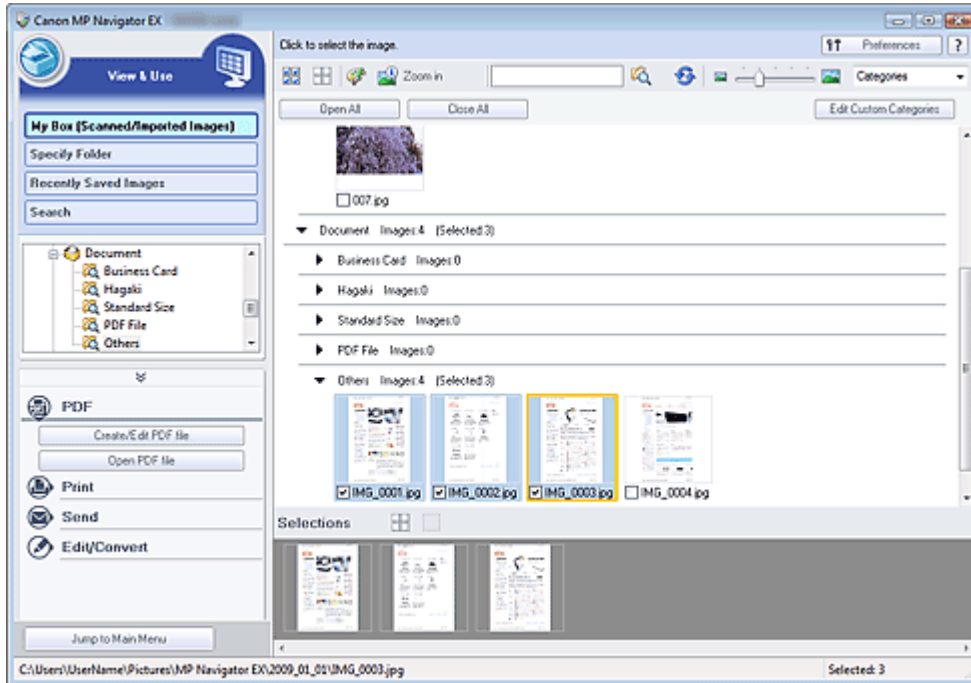 Canon MP Navigator EX
View & Use
My Box (Scanned/Imported Images)
Specify Folder
Recently Saved Images
Search
Document
Business Card
Hagaki
Standard Size
PDF File
Others
PDF
Create/Edit PDF file
Open PDF file
Print
Send
Edit/Convert
Jump to Main Menu
Click to select the image.
Preferences
?
Zoom in
Categories
Open All
Close All
Edit Custom Categories
007.jpg
Document Images:4 (Selected:3)
Business Card Images:0
Hagaki Images:0
Standard Size Images:0
PDF File Images:0
Others Images:4 (Selected:3)
IMG_0001.jpg IMG_0002.jpg IMG_0003.jpg IMG_0004.jpg
Selections
C:\Users\UserName\Pictures\MP Navigator EX\2009_01_01\IMG_0003.jpg
Selected: 3